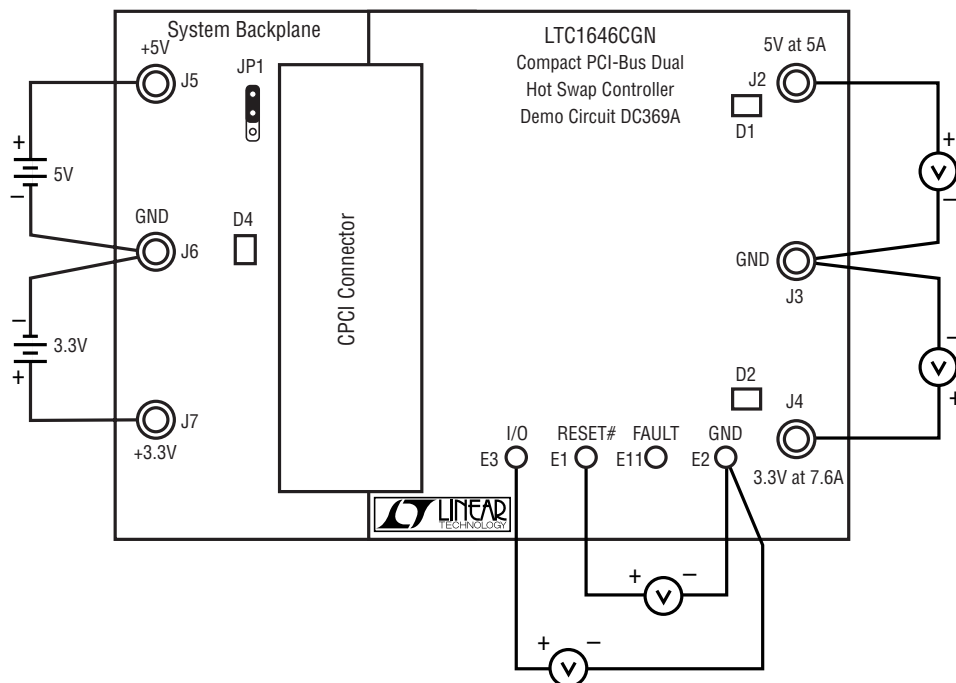 System Backplane
+5V
J5
JP1
LTC1646CGN
Compact PCI-Bus Dual
Hot Swap Controller
Demo Circuit DC369A
5V at 5A
J2
D1
+
5V
−
+
V
−
GND
J6
D4
CPCI Connector
GND
J3
−
3.3V
+
−
V
+
J7
+3.3V
D2
J4
3.3V at 7.6A
I/O
RESET#
FAULT
GND
E3
E1
E11
E2
LINEAR
TECHNOLOGY
+
V
−
+
V
−